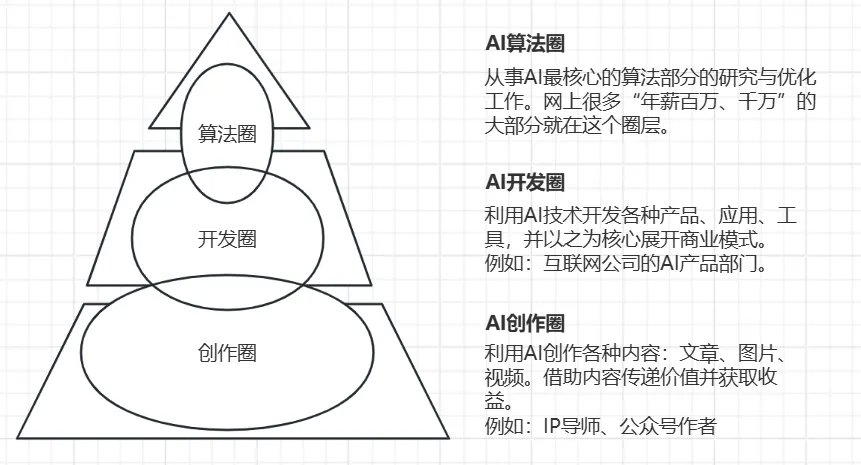 算法圈
开发圈
创作圈
AI算法圈
从事AI最核心的算法部分的研究与优化
工作。网上很多“年薪百万、千万”的
大部分就在这个圈层。
AI开发圈
利用AI技术开发各种产品、应用、工
具，并以之为核心展开商业模式。
例如：互联网公司的AI产品部门。
AI创作圈
利用AI创作各种内容：文章、图片、
视频。借助内容传递价值并获取收
益。
例如：IP导师、公众号作者